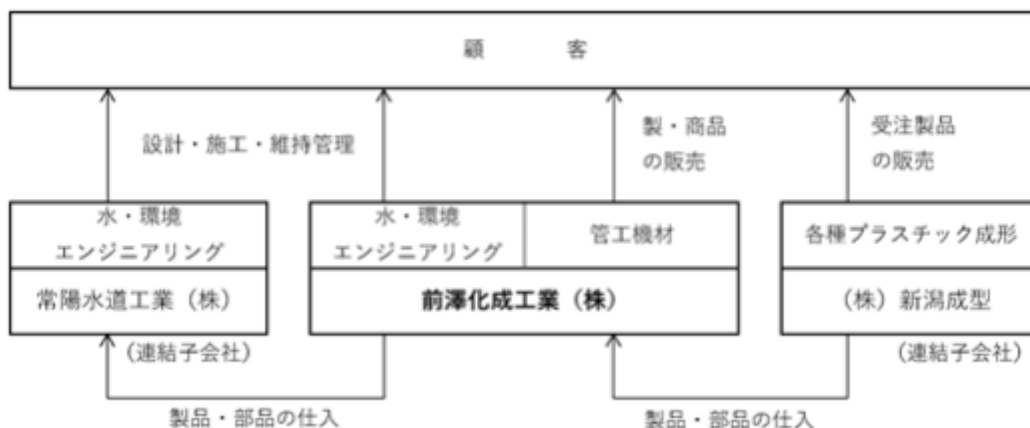 顧 客
設計・施工・維持管理
製・商品
の販売
受注製品
の販売
水・環境
エンジニアリング
水・環境
エンジニアリング
管工機材
各種プラスチック成形
常陽水道工業（株）
前澤化成工業（株）
（株）新潟成型
（連結子会社）
（連結子会社）
製品・部品の仕入
製品・部品の仕入